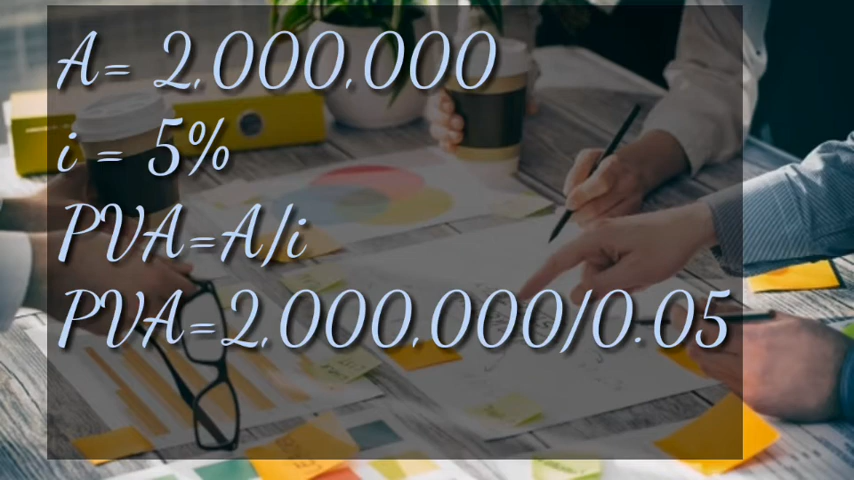 A= 2,000,000
i = 5%
PVA=A/i
PVA=2,000,000/0.05